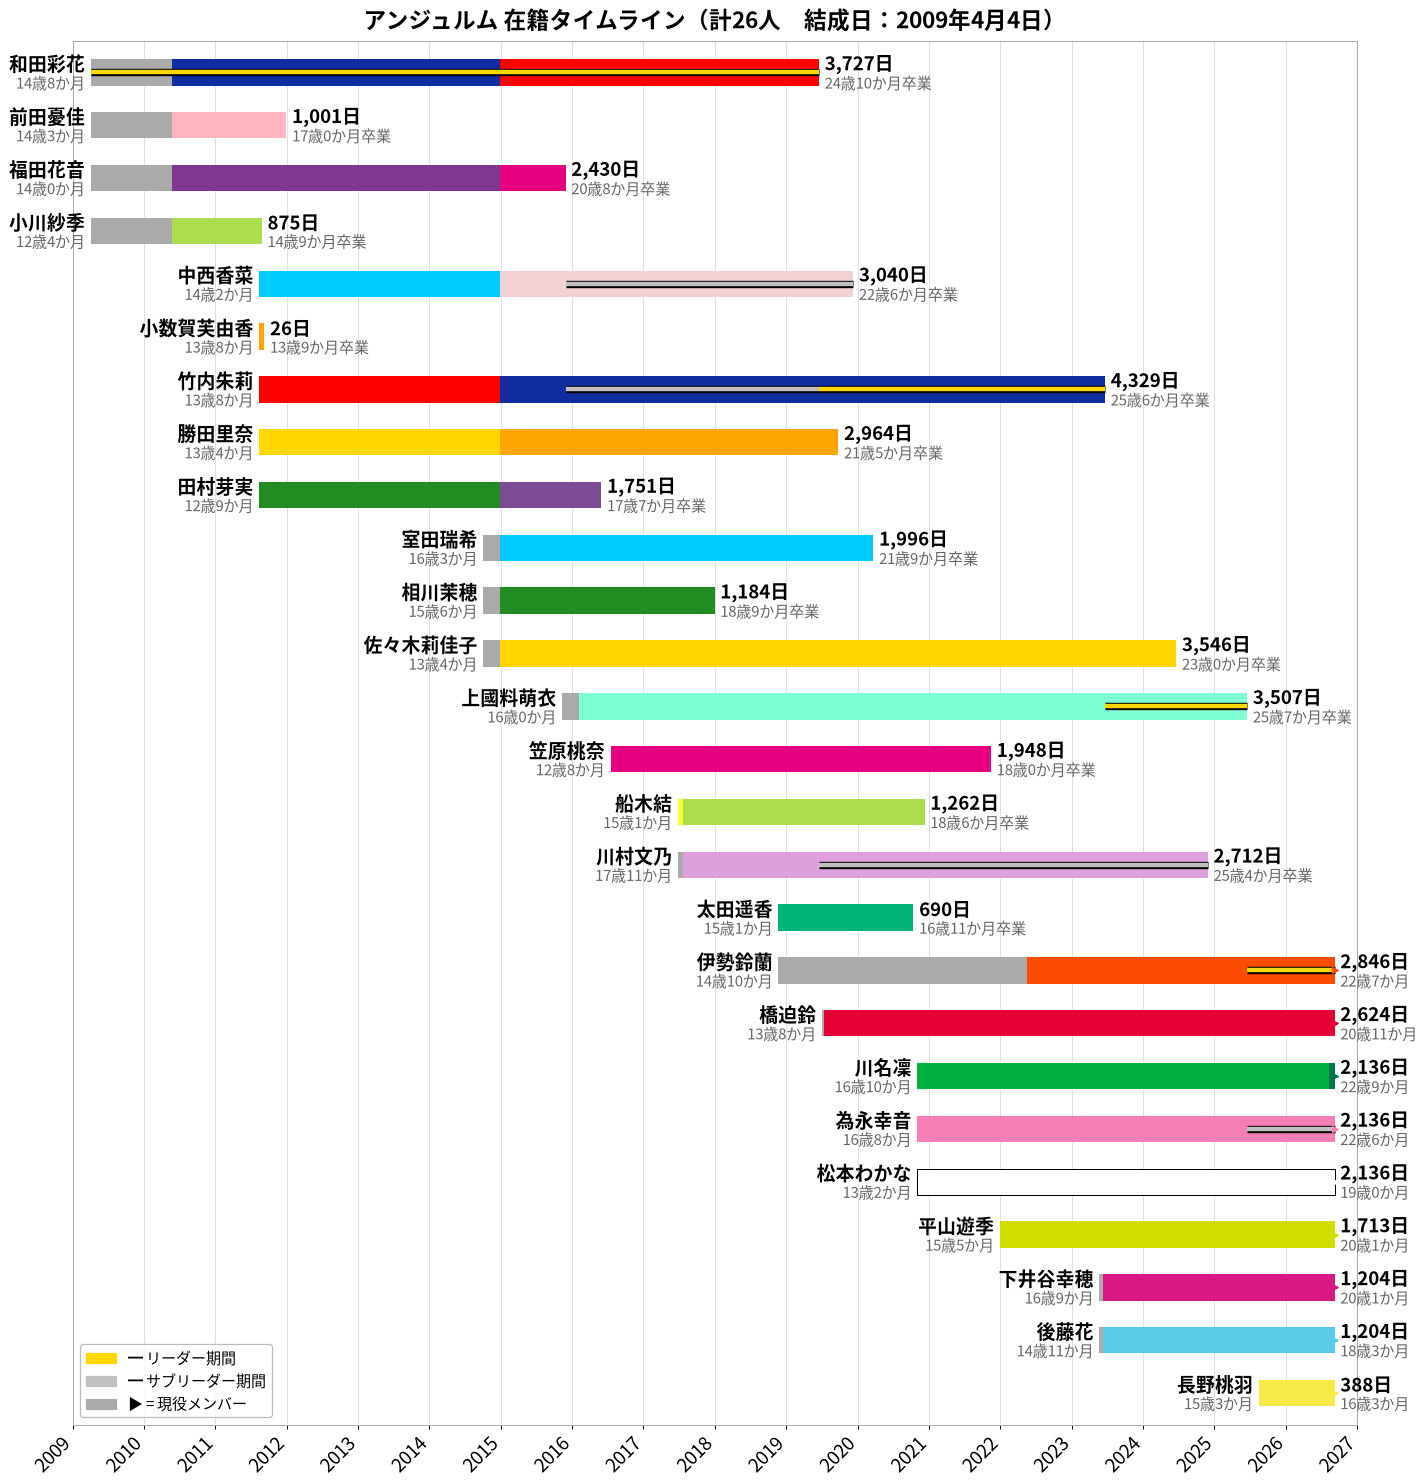 アンジュルム 在籍タイムライン（計26人　結成日：2009年4月4日）
和田彩花
14歳8か月
3,727日
24歳10か月卒業
前田憂佳
14歳3か月
1,001日
17歳0か月卒業
福田花音
14歳0か月
2,430日
20歳8か月卒業
小川紗季
12歳4か月
875日
14歳9か月卒業
中西香菜
14歳2か月
3,040日
22歳6か月卒業
小数賀芙由香
13歳8か月
26日
13歳9か月卒業
竹内朱莉
13歳8か月
4,329日
25歳6か月卒業
勝田里奈
13歳4か月
2,964日
21歳5か月卒業
田村芽実
12歳9か月
1,751日
17歳7か月卒業
室田瑞希
16歳3か月
1,996日
21歳9か月卒業
相川茉穂
15歳6か月
1,184日
18歳9か月卒業
佐々木莉佳子
13歳4か月
3,546日
23歳0か月卒業
上國料萌衣
16歳0か月
3,507日
25歳7か月卒業
笠原桃奈
12歳8か月
1,948日
18歳0か月卒業
船木結
15歳1か月
1,262日
18歳6か月卒業
川村文乃
17歳11か月
2,712日
25歳4か月卒業
太田遥香
15歳1か月
690日
16歳11か月卒業
伊勢鈴蘭
14歳10か月
2,846日
22歳7か月
橋迫鈴
13歳8か月
2,624日
20歳11か月
川名凜
16歳10か月
2,136日
22歳9か月
為永幸音
16歳8か月
2,136日
22歳6か月
松本わかな
13歳2か月
2,136日
19歳0か月
平山遊季
15歳5か月
1,713日
20歳1か月
下井谷幸穂
16歳9か月
1,204日
20歳1か月
後藤花
14歳11か月
1,204日
18歳3か月
長野桃羽
15歳3か月
388日
16歳3か月
━ リーダー期間
━ サブリーダー期間
▶ = 現役メンバー
2009
2010
2011
2012
2013
2014
2015
2016
2017
2018
2019
2020
2021
2022
2023
2024
2025
2026
2027